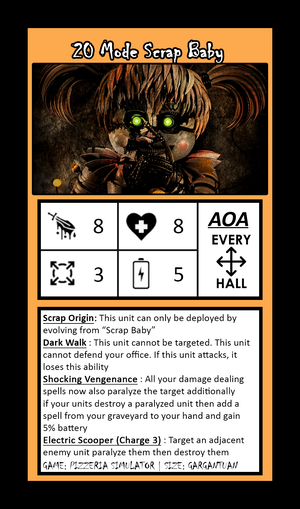 20 Mode Scrap Baby
8
8
AOA
EVERY
HALL
3
5
Scrap Origin: This unit can only be deployed by
evolving from “Scrap Baby”
Dark Walk : This unit cannot be targeted. This unit
cannot defend your office. If this unit attacks, it
loses this ability
Shocking Vengenance : All your damage dealing
spells now also paralyze the target additionally
if your units destroy a paralyzed unit then add a
spell from your graveyard to your hand and gain
5% battery
Electric Scooper (Charge 3) : Target an adjacent
enemy unit paralyze them then destroy them
GAME: PIZZERIA SIMULATOR | SIZE: GARGANTUAN